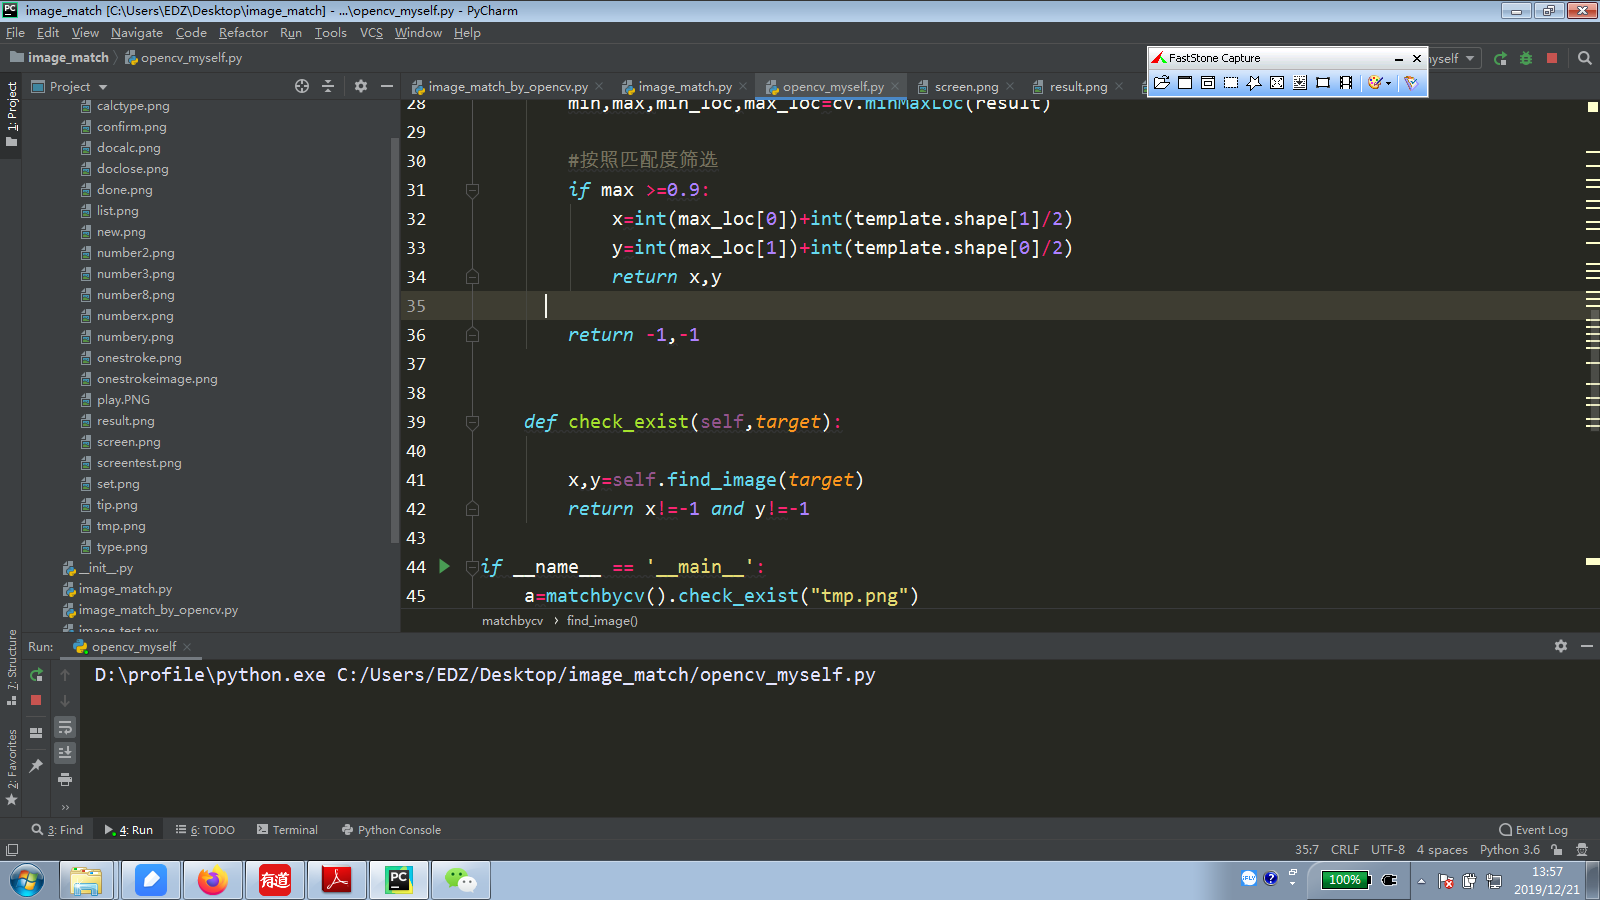 image_match [C:\Users\EDZ\Desktop\image_match] - ...\opencv_myself.py - PyCharm
File Edit View Navigate Code Refactor Run Tools VCS Window Help
image_match opencv_myself.py
FastStone Capture
myself
1: Project
Project
image_match_by_opencv.py image_match.py opencv_myself.py screen.png result.png
calctype.png
confirm.png
docalc.png
doclose.png
done.png
list.png
new.png
number2.png
number3.png
number8.png
numberx.png
numbery.png
onestroke.png
onestrokeimage.png
play.PNG
result.png
screen.png
screentest.png
set.png
tip.png
tmp.png
type.png
__init__.py
image_match.py
image_match_by_opencv.py
image_test.py
28 min,max,min_loc,max_loc=cv.minMaxLoc(result)
29
30 #按照匹配度筛选
31 if max >=0.9:
32 x=int(max_loc[0])+int(template.shape[1]/2)
33 y=int(max_loc[1])+int(template.shape[0]/2)
34 return x,y
35
36 return -1,-1
37
38
39 def check_exist(self,target):
40
41 x,y=self.find_image(target)
42 return x!=-1 and y!=-1
43
44 if __name__ == '__main__':
45 a=matchbycv().check_exist("tmp.png")
matchbycv › find_image()
7: Structure
2: Favorites
Run: opencv_myself
D:\profile\python.exe C:/Users/EDZ/Desktop/image_match/opencv_myself.py
3: Find 4: Run 6: TODO Terminal Python Console Event Log
35:7 CRLF UTF-8 4 spaces Python 3.6
有道
PC
iFLY
100%
13:57
2019/12/21